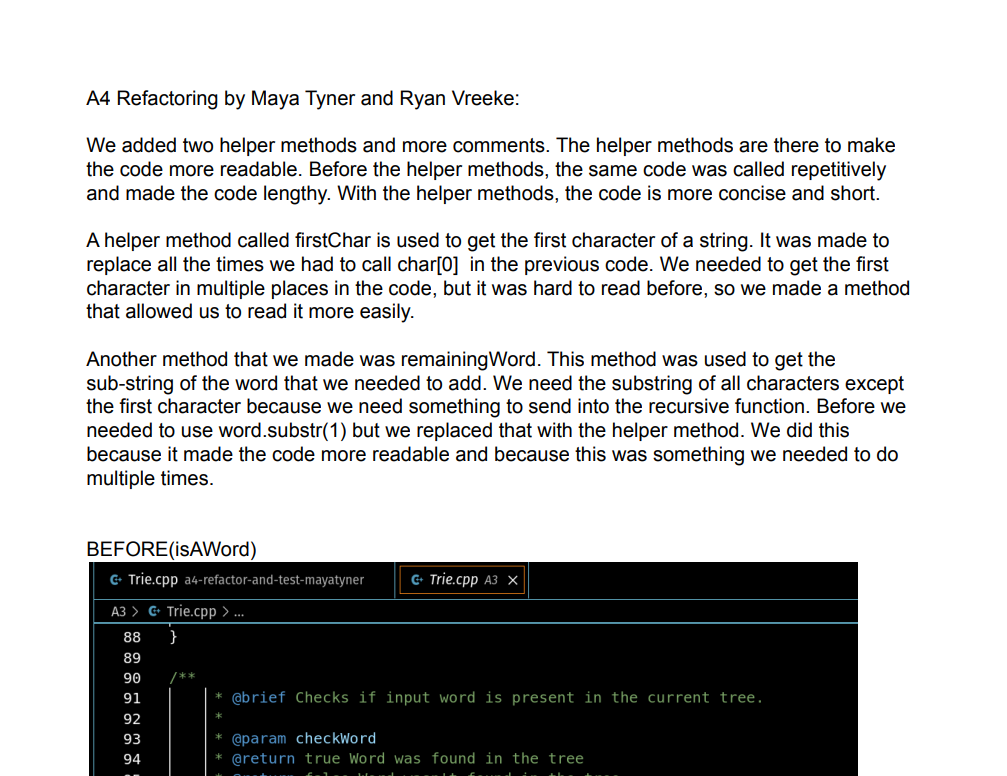 A4 Refactoring by Maya Tyner and Ryan Vreeke:
We added two helper methods and more comments. The helper methods are there to make
the code more readable. Before the helper methods, the same code was called repetitively
and made the code lengthy. With the helper methods, the code is more concise and short.
A helper method called firstChar is used to get the first character of a string. It was made to
replace all the times we had to call char[0]  in the previous code. We needed to get the first
character in multiple places in the code, but it was hard to read before, so we made a method
that allowed us to read it more easily.
Another method that we made was remainingWord. This method was used to get the
sub-string of the word that we needed to add. We need the substring of all characters except
the first character because we need something to send into the recursive function. Before we
needed to use word.substr(1) but we replaced that with the helper method. We did this
because it made the code more readable and because this was something we needed to do
multiple times.
BEFORE(isAWord)
Trie.cpp a4-refactor-and-test-mayatyner Trie.cpp A3 ×
A3 > Trie.cpp > ...
88 }
89
90 /**
91 * @brief Checks if input word is present in the current tree.
92 *
93 * @param checkWord
94 * @return true Word was found in the tree